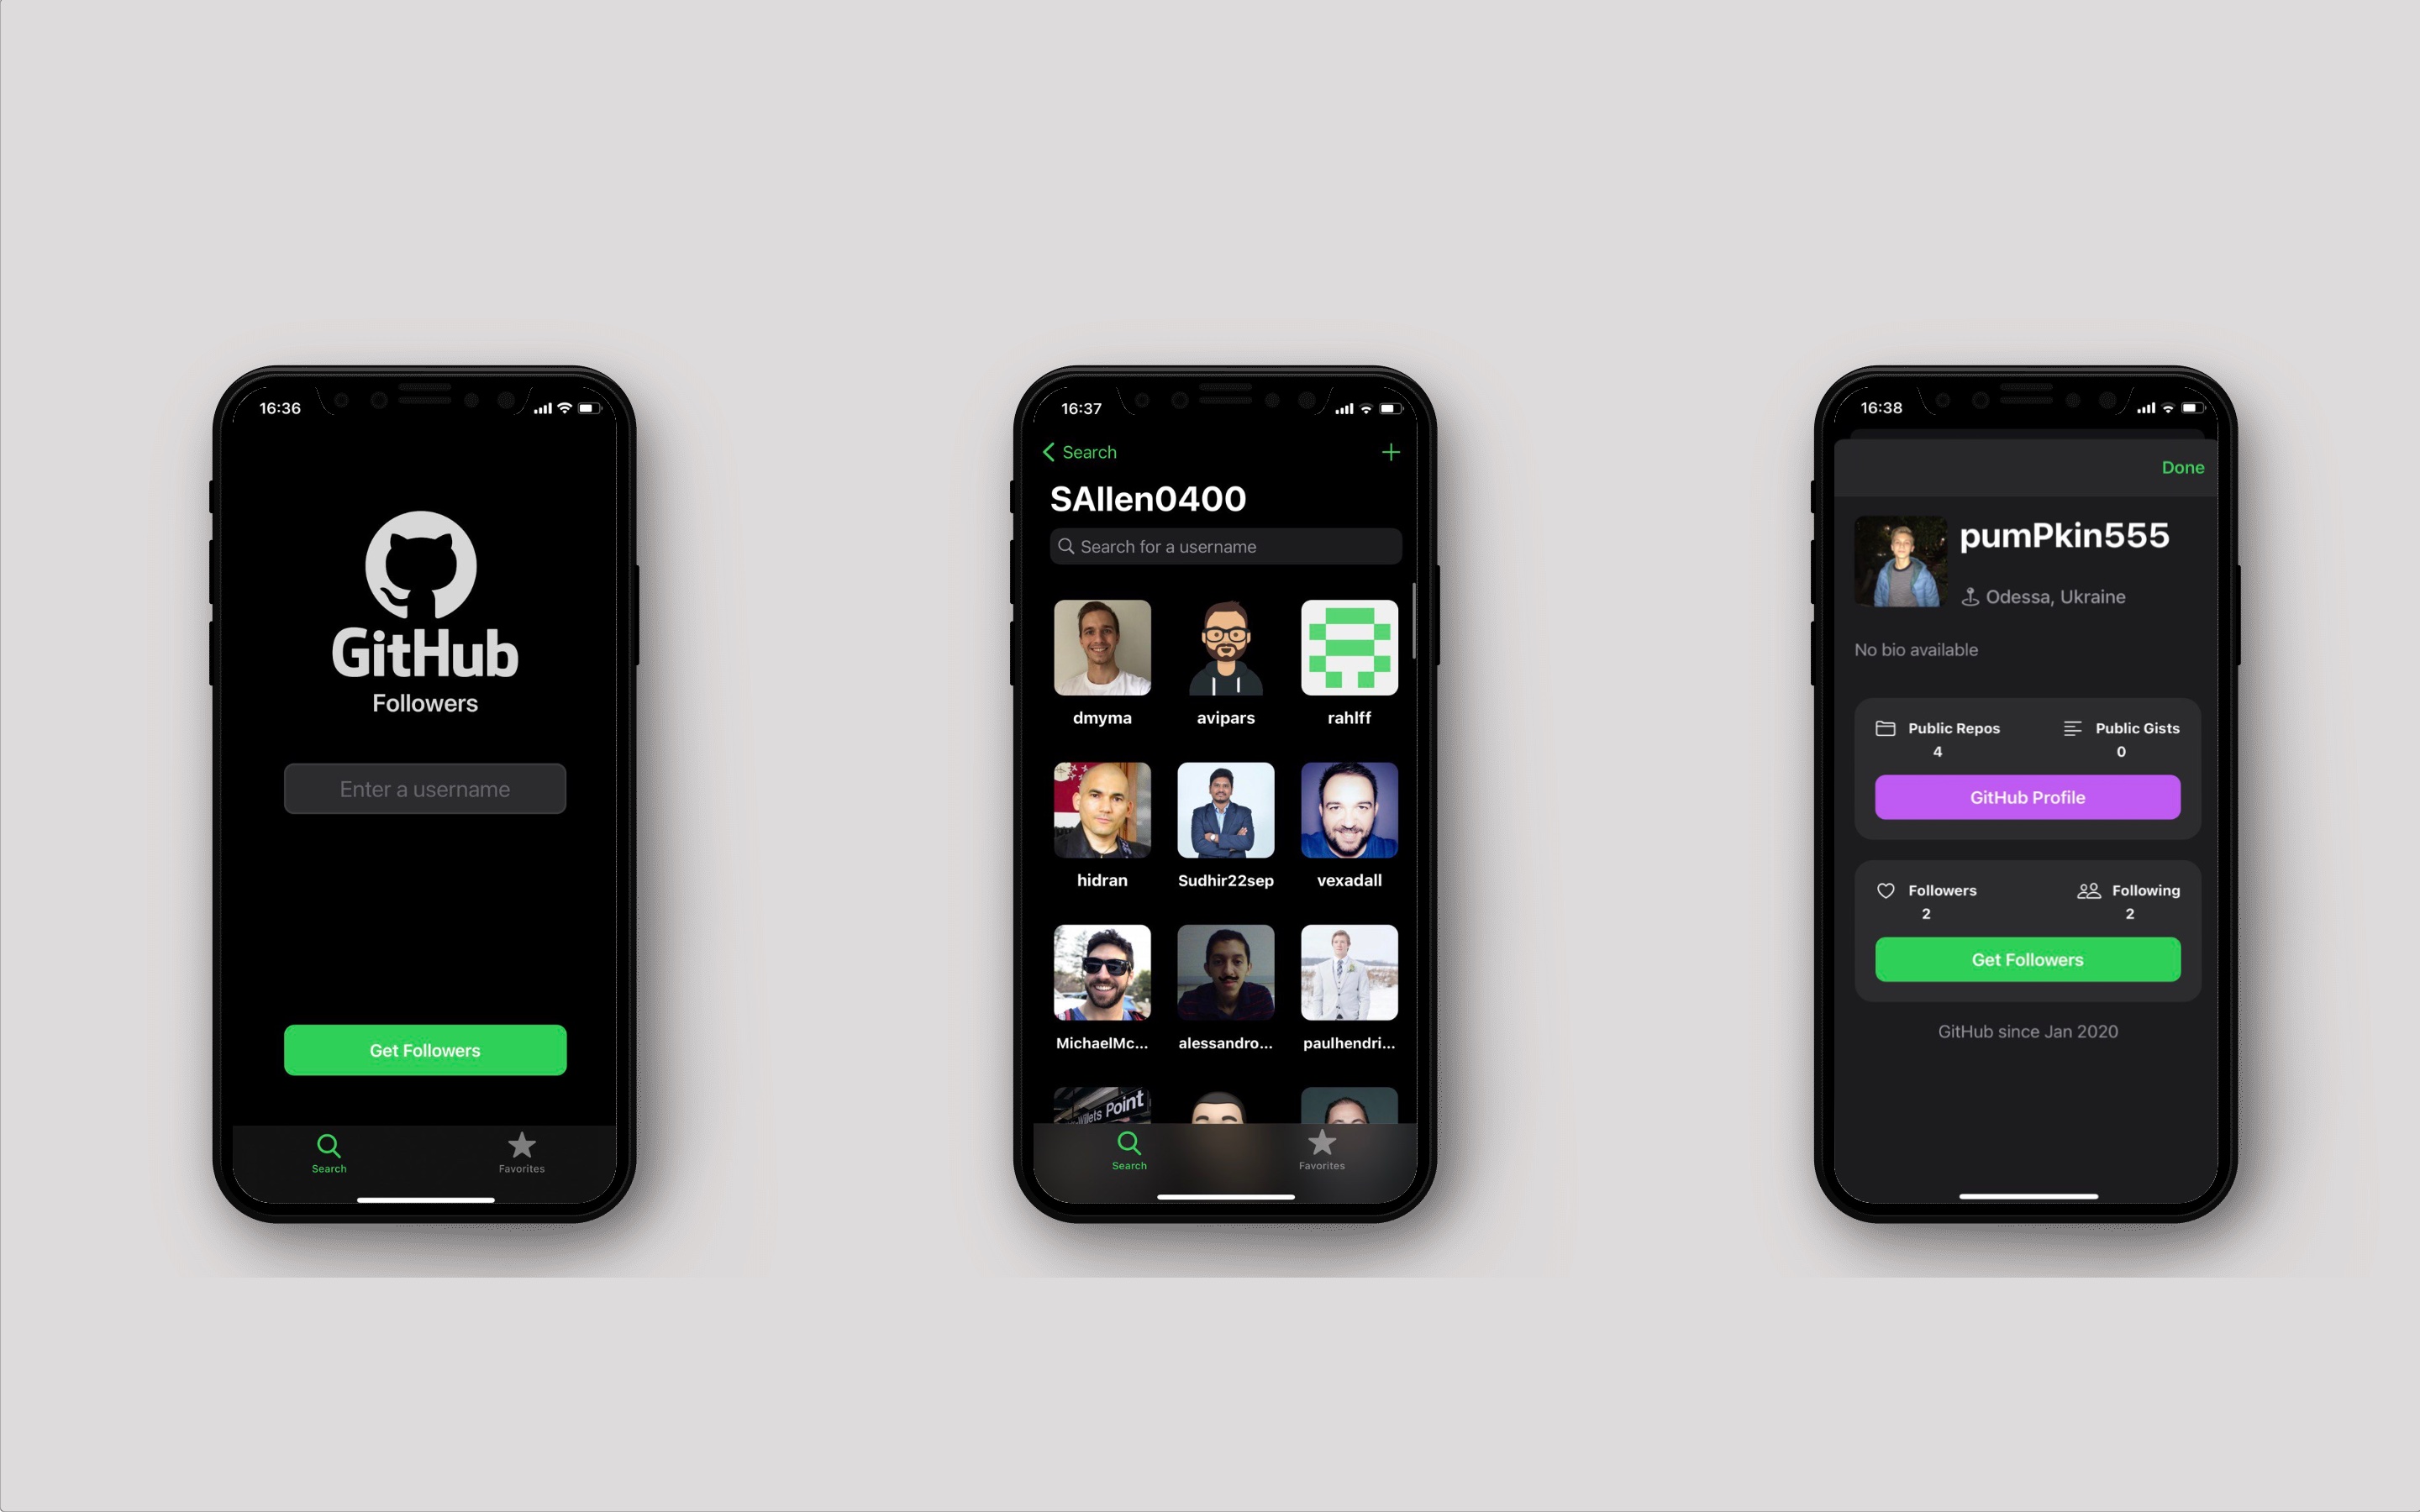 16:36
GitHub
Followers
Enter a username
Get Followers
Search Favorites
16:37
Search
SAllen0400
Search for a username
dmyma avipars rahlff
hidran Sudhir22sep vexadall
MichaelMc... alessandro... paulhendri...
Willets Point
Search Favorites
16:38
Done
pumPkin555
Odessa, Ukraine
No bio available
Public Repos Public Gists
4 0
GitHub Profile
Followers Following
2 2
Get Followers
GitHub since Jan 2020